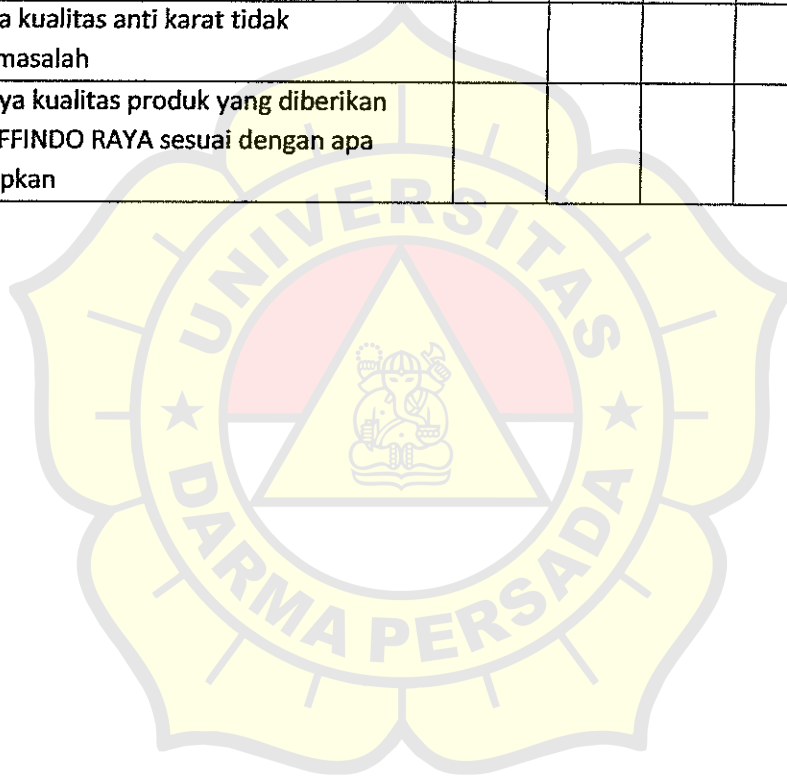 a kualitas anti karat tidak
masalah
ya kualitas produk yang diberikan
FFINDO RAYA sesuai dengan apa
pkan
UNIVERSITAS
DARMA PERSADA